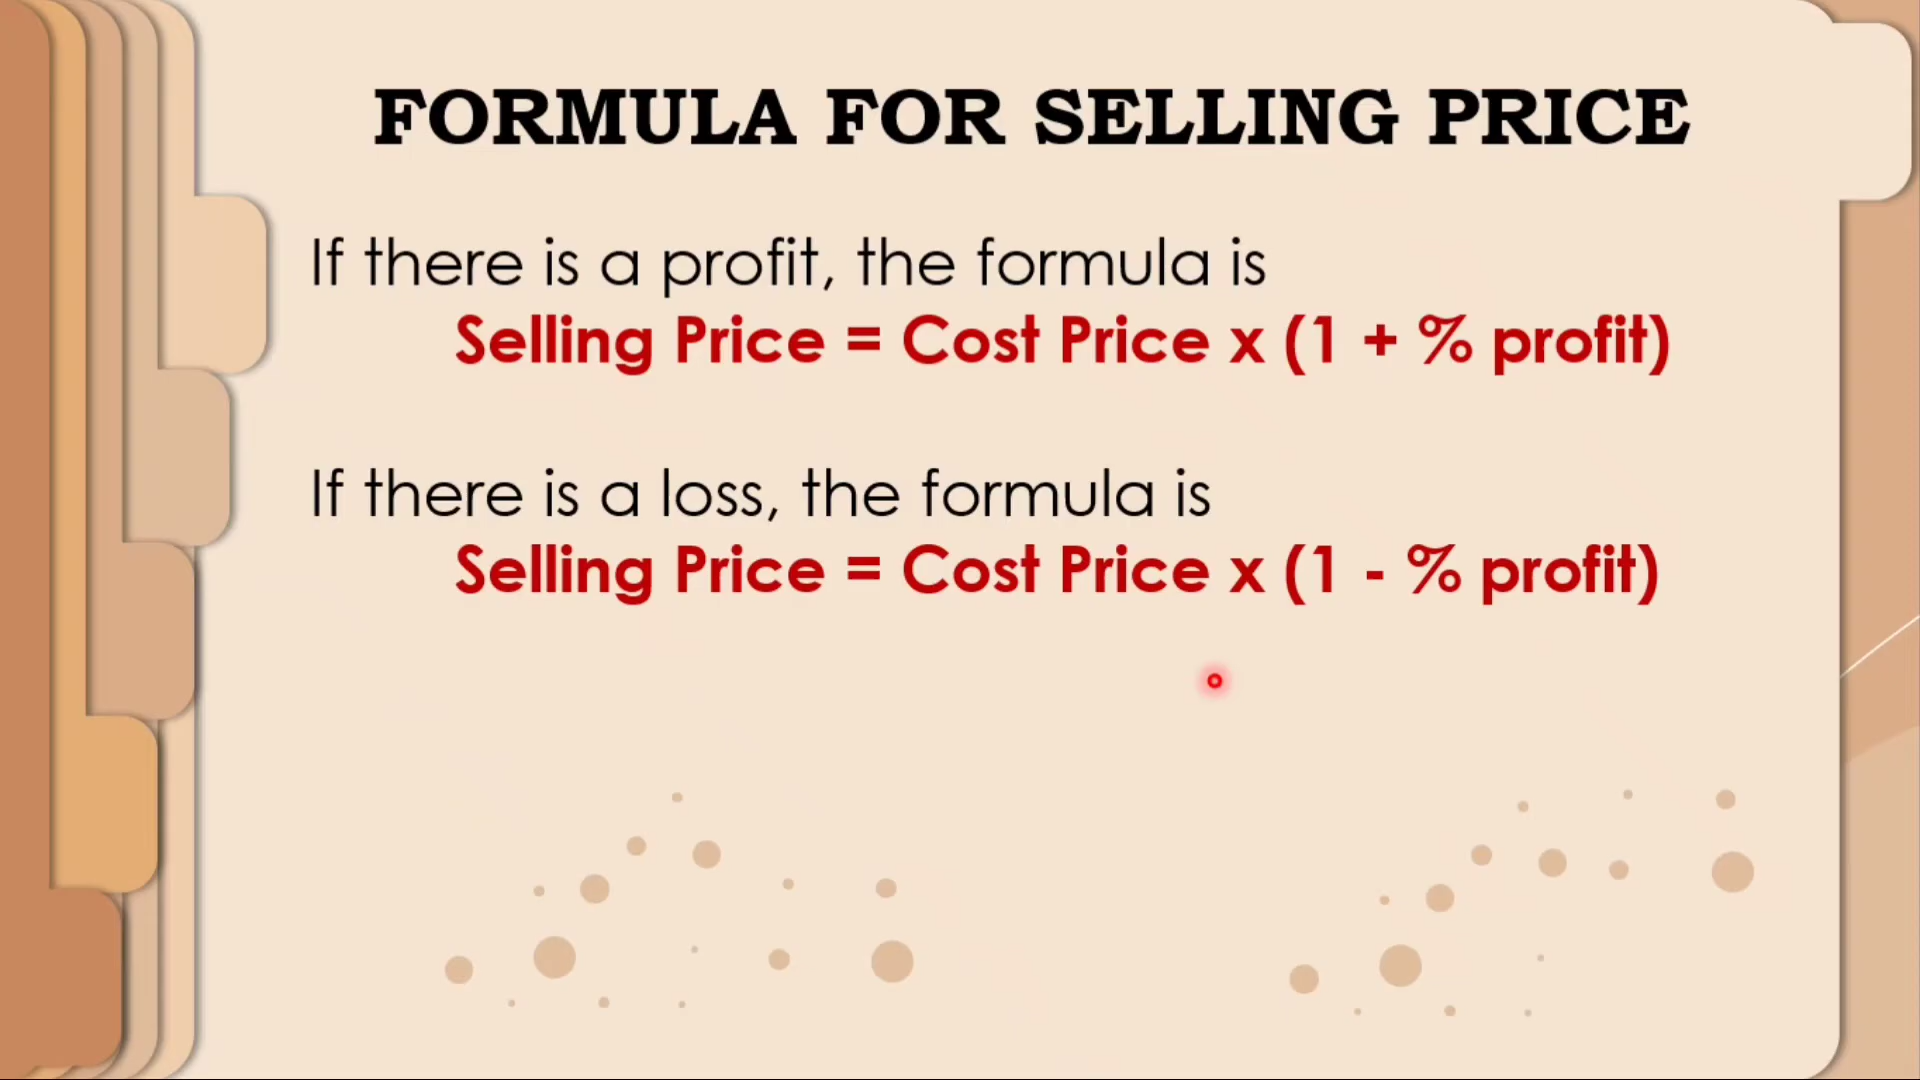 FORMULA FOR SELLING PRICE
If there is a profit, the formula is
Selling Price = Cost Price x (1 + % profit)
If there is a loss, the formula is
Selling Price = Cost Price x (1 - % profit)